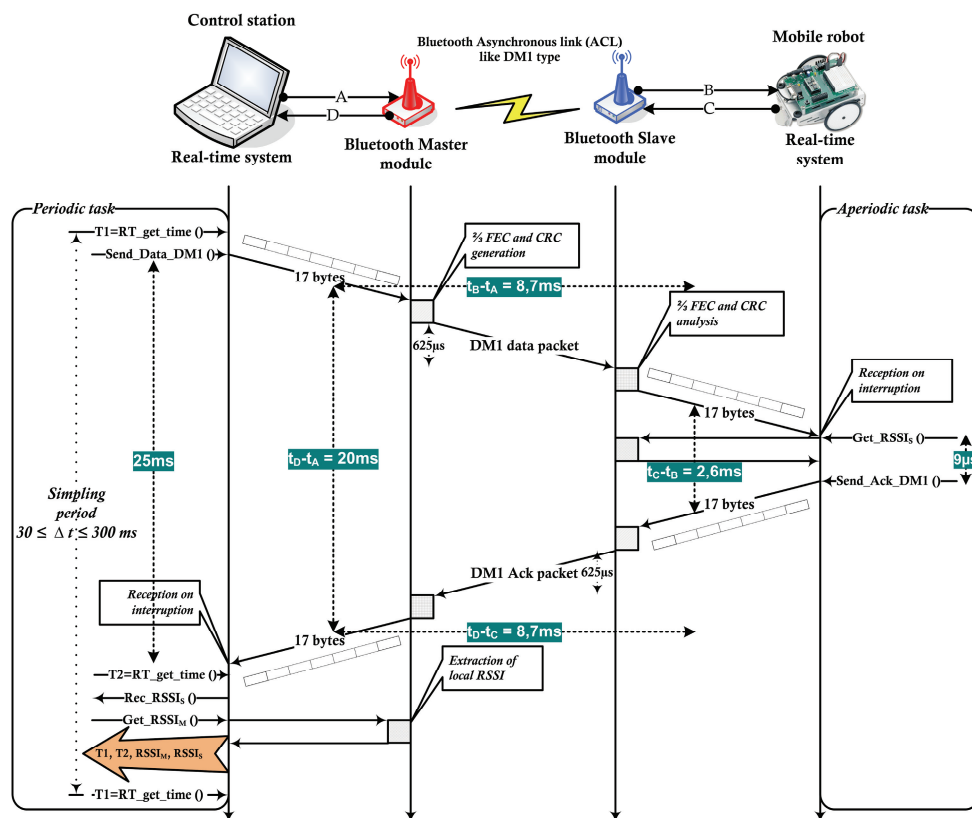 Control station
Bluetooth Asynchronous link (ACL)
like DM1 type
Mobile robot
A
D
B
C
Real-time system
Bluetooth Master
module
Bluetooth Slave
module
Real-time
system
Periodic task
Aperiodic task
T1=RT_get_time ()
Send_Data_DM1 ()
17 bytes
⅔ FEC and CRC
generation
tB-tA = 8,7ms
⅔ FEC and CRC
analysis
625µs
DM1 data packet
Reception on
interruption
17 bytes
Get_RSSIS ()
25ms
tD-tA = 20ms
tC-tB = 2,6ms
9µs
Send_Ack_DM1 ()
Simpling
period
30 ≤ Δ t ≤ 300 ms
17 bytes
DM1 Ack packet
625µs
Reception on
interruption
17 bytes
tD-tC = 8,7ms
Extraction of
local RSSI
T2=RT_get_time ()
Rec_RSSIS ()
Get_RSSIM ()
T1, T2, RSSIM, RSSIS
-T1=RT_get_time ()